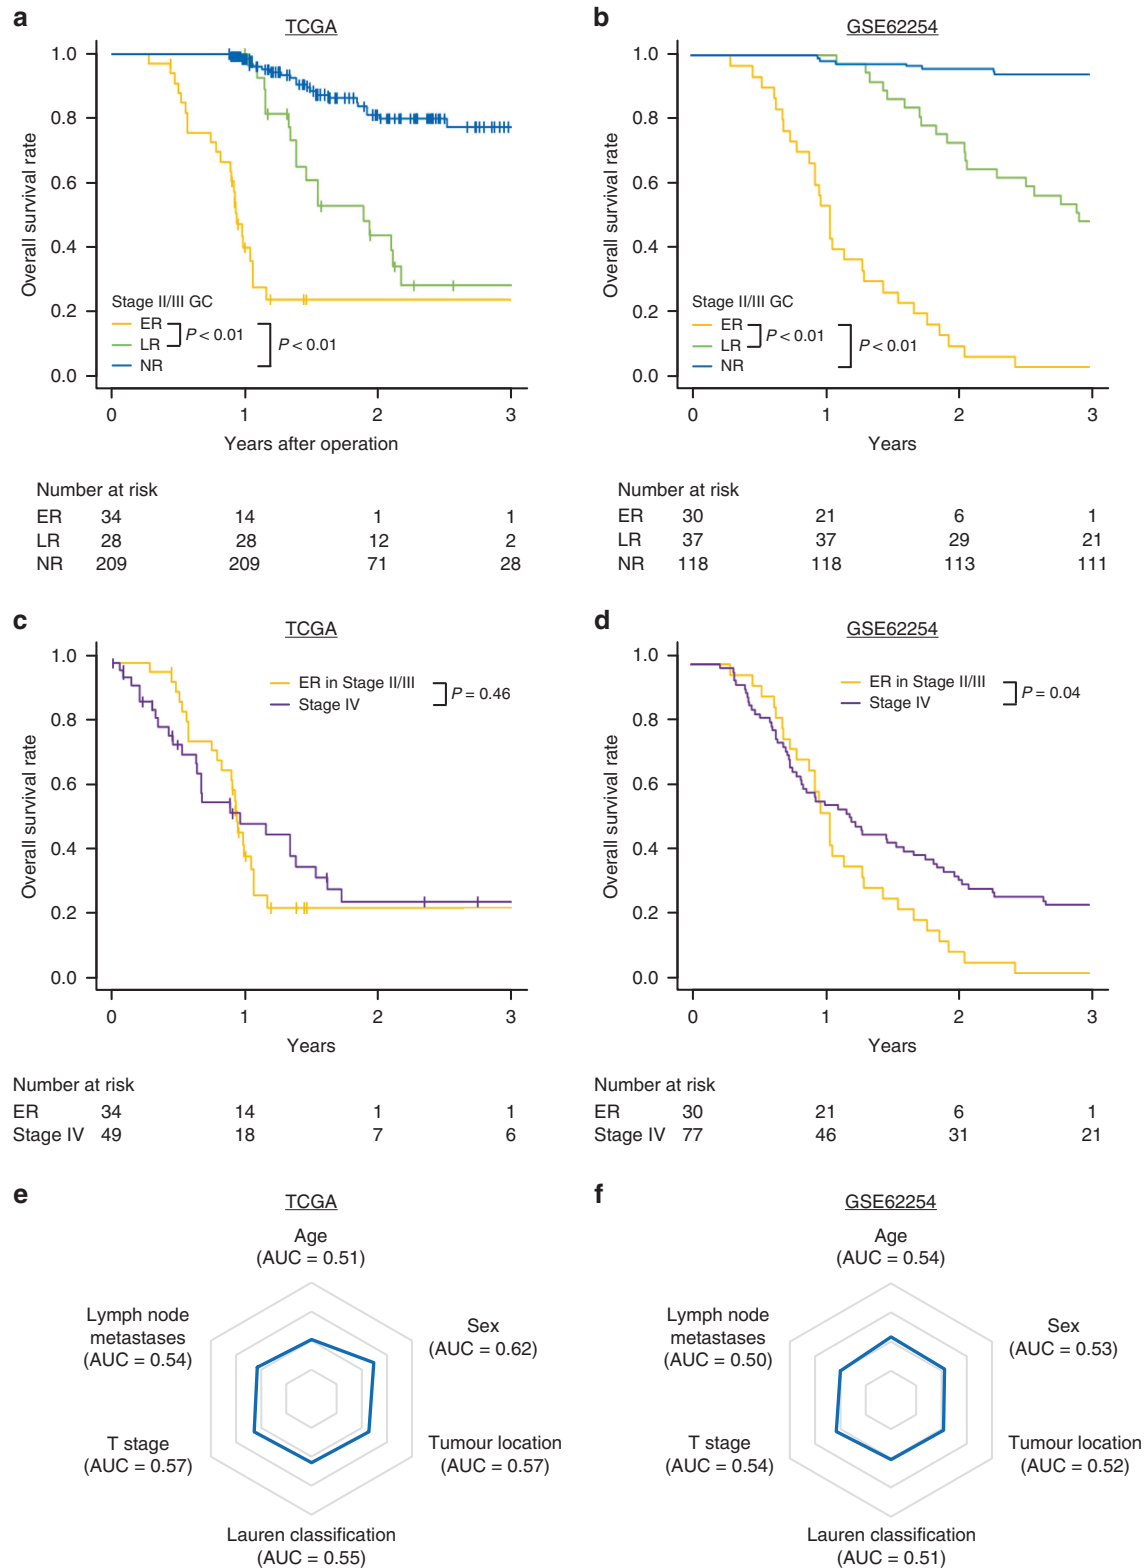 a
TCGA
Overall survival rate
1.0
0.8
0.6
0.4
0.2
0.0
Stage II/III GC
ER
LR
NR
P < 0.01
P < 0.01
0 1 2 3
Years after operation
Number at risk
ER 34 14 1 1
LR 28 28 12 2
NR 209 209 71 28
b
GSE62254
Overall survival rate
1.0
0.8
0.6
0.4
0.2
0.0
Stage II/III GC
ER
LR
NR
P < 0.01
P < 0.01
0 1 2 3
Years
Number at risk
ER 30 21 6 1
LR 37 37 29 21
NR 118 118 113 111
c
TCGA
Overall survival rate
1.0
0.8
0.6
0.4
0.2
0.0
ER in Stage II/III
Stage IV
P = 0.46
0 1 2 3
Years
Number at risk
ER 34 14 1 1
Stage IV 49 18 7 6
d
GSE62254
Overall survival rate
1.0
0.8
0.6
0.4
0.2
0.0
ER in Stage II/III
Stage IV
P = 0.04
0 1 2 3
Years
Number at risk
ER 30 21 6 1
Stage IV 77 46 31 21
e
TCGA
Age
(AUC = 0.51)
Lymph node
metastases
(AUC = 0.54)
Sex
(AUC = 0.62)
T stage
(AUC = 0.57)
Tumour location
(AUC = 0.57)
Lauren classification
(AUC = 0.55)
f
GSE62254
Age
(AUC = 0.54)
Lymph node
metastases
(AUC = 0.50)
Sex
(AUC = 0.53)
T stage
(AUC = 0.54)
Tumour location
(AUC = 0.52)
Lauren classification
(AUC = 0.51)